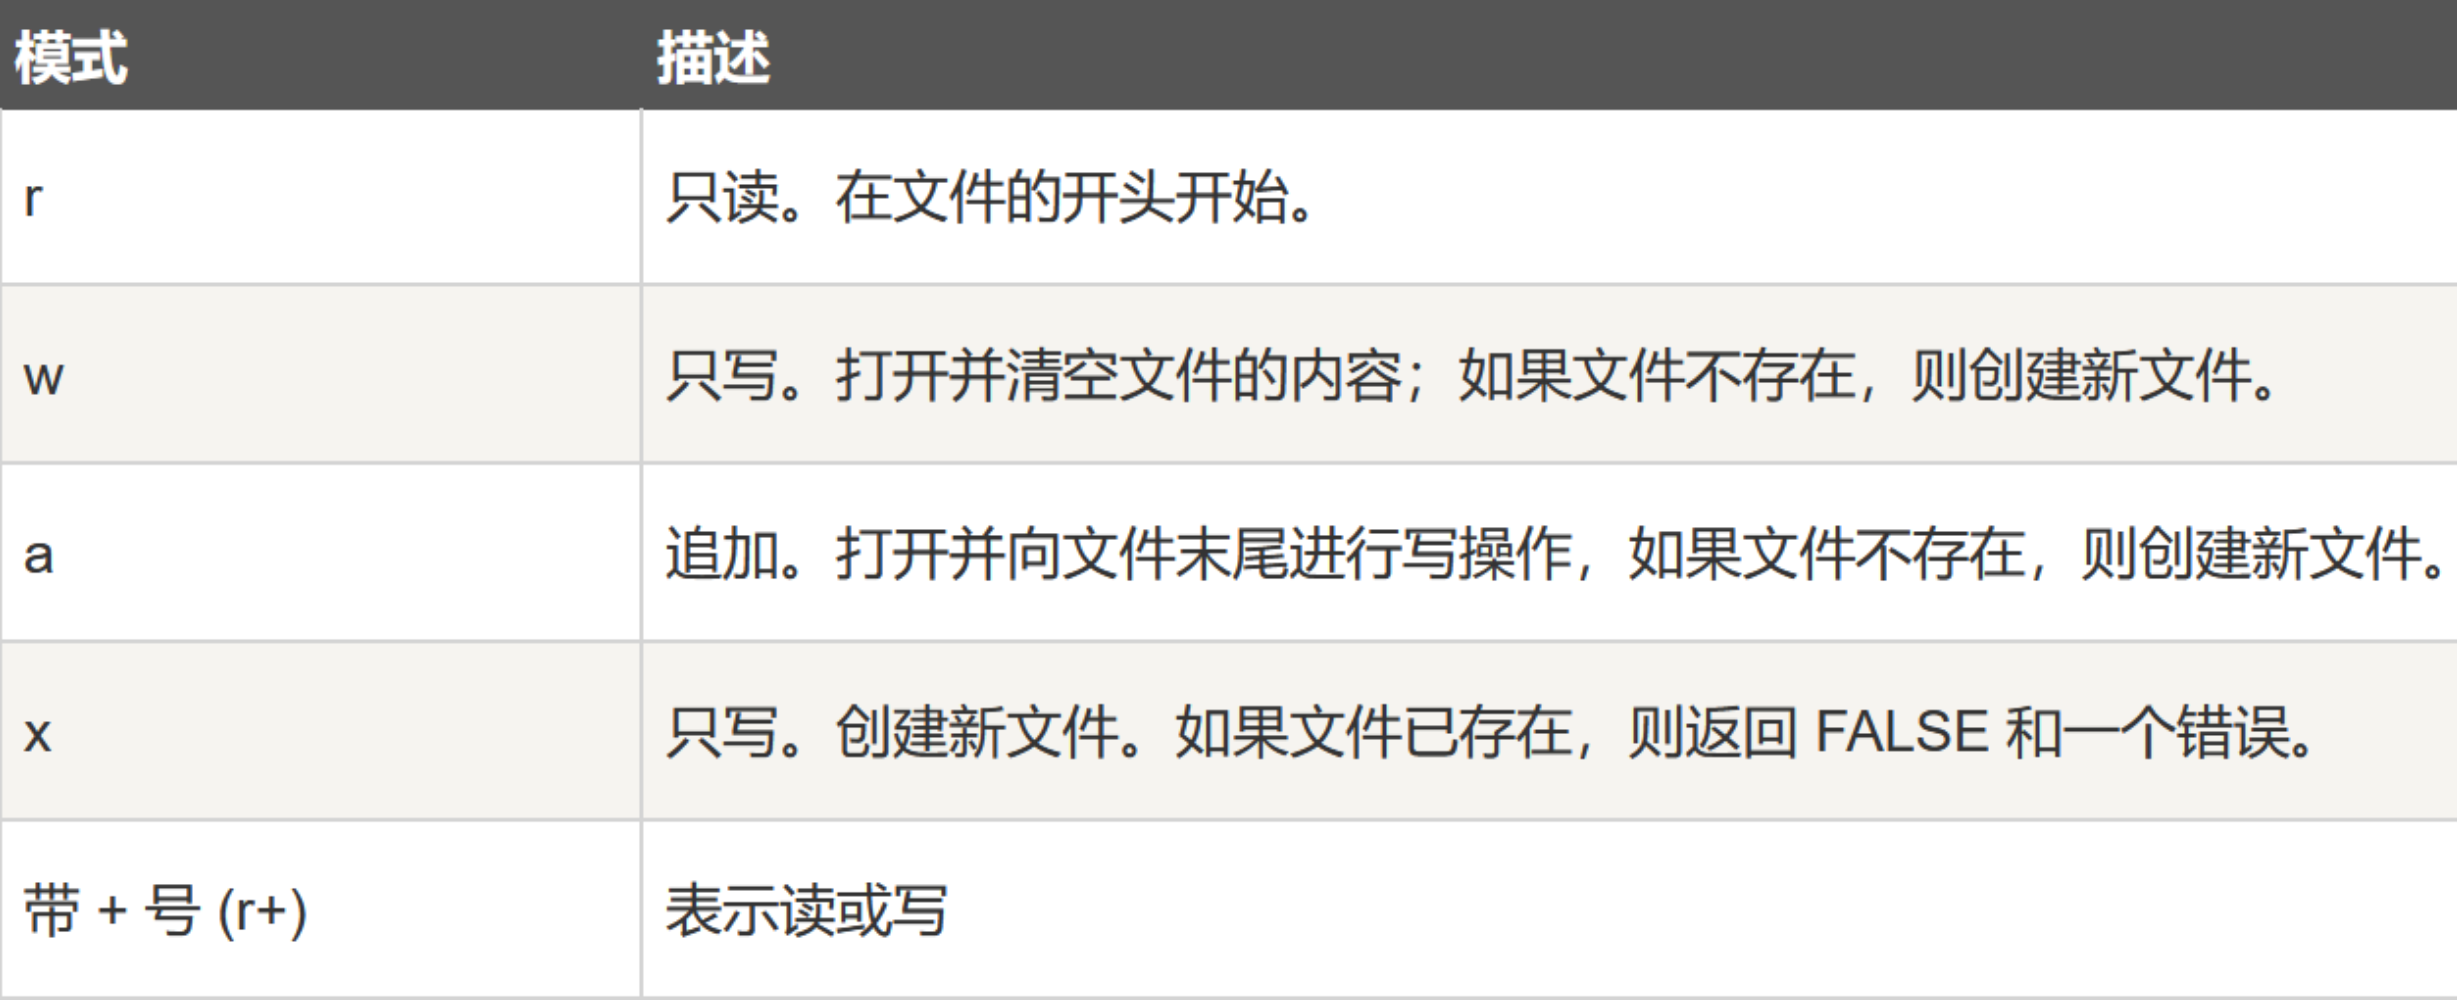 模式 描述
r 只读。在文件的开头开始。
w 只写。打开并清空文件的内容；如果文件不存在，则创建新文件。
a 追加。打开并向文件末尾进行写操作，如果文件不存在，则创建新文件。
x 只写。创建新文件。如果文件已存在，则返回 FALSE 和一个错误。
带 + 号 (r+) 表示读或写